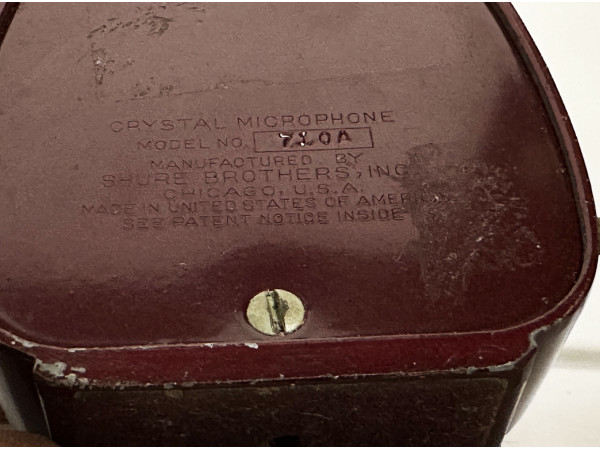 CRYSTAL MICROPHONE
MODEL NO. 710A
MANUFACTURED BY
SHURE BROTHERS, INC.
CHICAGO, U.S.A.
MADE IN UNITED STATES OF AMERICA
SEE PATENT NOTICE INSIDE